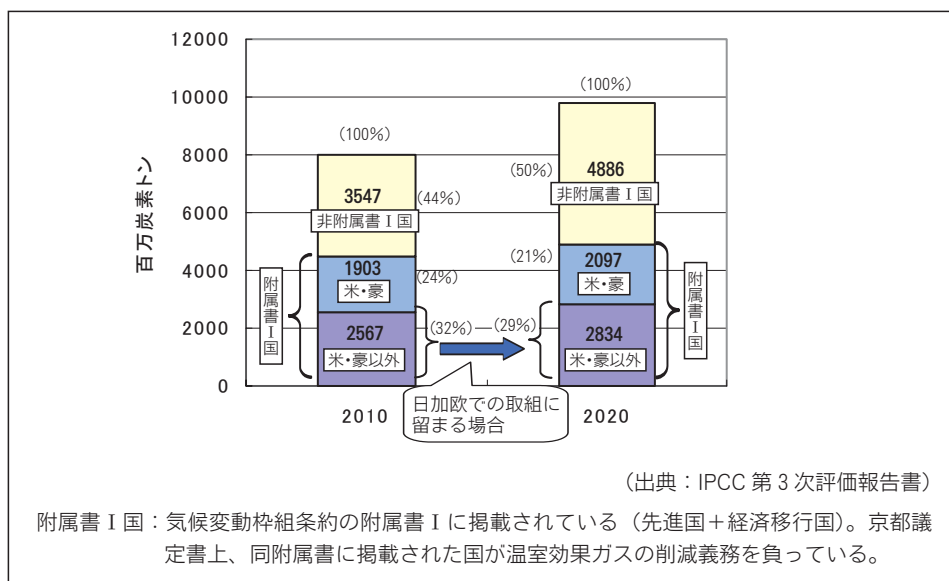 12000
10000
8000
6000
4000
2000
0
百万炭素トン
(100%)
3547
非附属書Ⅰ国
(44%)
1903
米・豪
(24%)
2567
米・豪以外
(32%)
附属書Ⅰ国
2010
(100%)
(50%)
4886
非附属書Ⅰ国
(21%)
2097
米・豪
(29%)
2834
米・豪以外
附属書Ⅰ国
2020
日加欧での取組に
留まる場合
(出典:IPCC 第3次評価報告書)
附属書Ⅰ国:気候変動枠組条約の附属書Ⅰに掲載されている(先進国+経済移行国)。京都議
定書上、同附属書に掲載された国が温室効果ガスの削減義務を負っている。